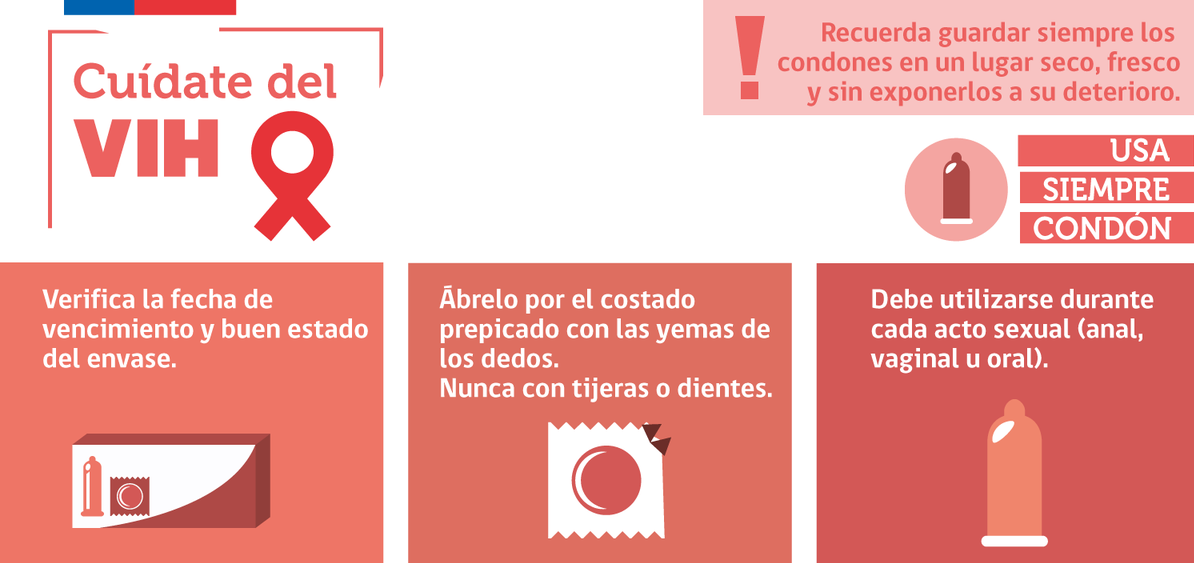 Cuídate del
VIH
! Recuerda guardar siempre los
condones en un lugar seco, fresco
y sin exponerlos a su deterioro.
USA
SIEMPRE
CONDÓN
Verifica la fecha de
vencimiento y buen estado
del envase.
Ábrelo por el costado
prepicado con las yemas de
los dedos.
Nunca con tijeras o dientes.
Debe utilizarse durante
cada acto sexual (anal,
vaginal u oral).